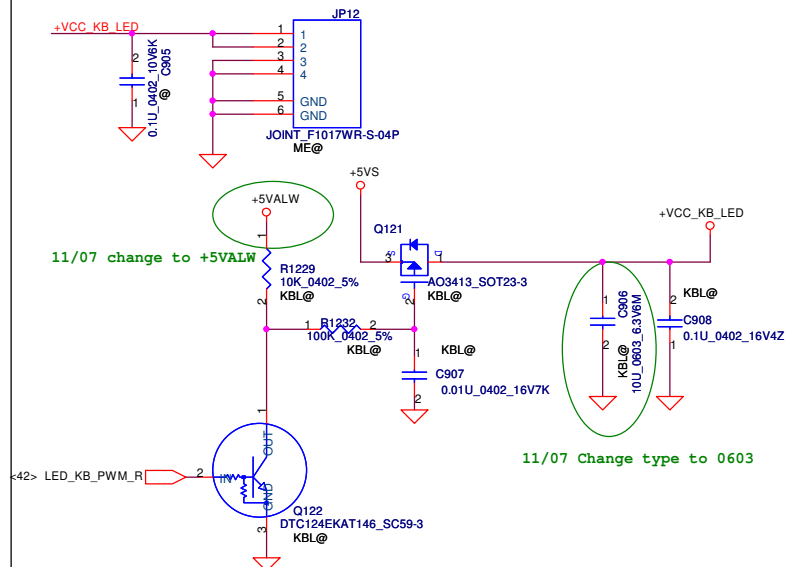 JP12
+VCC_KB_LED
1
2
3
4
5
6
1
2
3
4
GND
GND
2
1
0.1U_0402_10V6K
C905
@
JOINT_F1017WR-S-04P
ME@
+5VS
+5VALW
+VCC_KB_LED
Q121
11/07 change to +5VALW
1
R1229
10K_0402_5%
KBL@
2
3
S
D
1
G
2
AO3413_SOT23-3
KBL@
1
R1232
2
100K_0402_5%
KBL@
1
KBL@
C907
0.01U_0402_16V7K
2
1
C906
10U_0603_6.3V6M
KBL@
2
2
KBL@
C908
0.1U_0402_16V4Z
1
11/07 Change type to 0603
<42>
LED_KB_PWM_R
2
IN
1
OUT
GND
3
Q122
DTC124EKAT146_SC59-3
KBL@